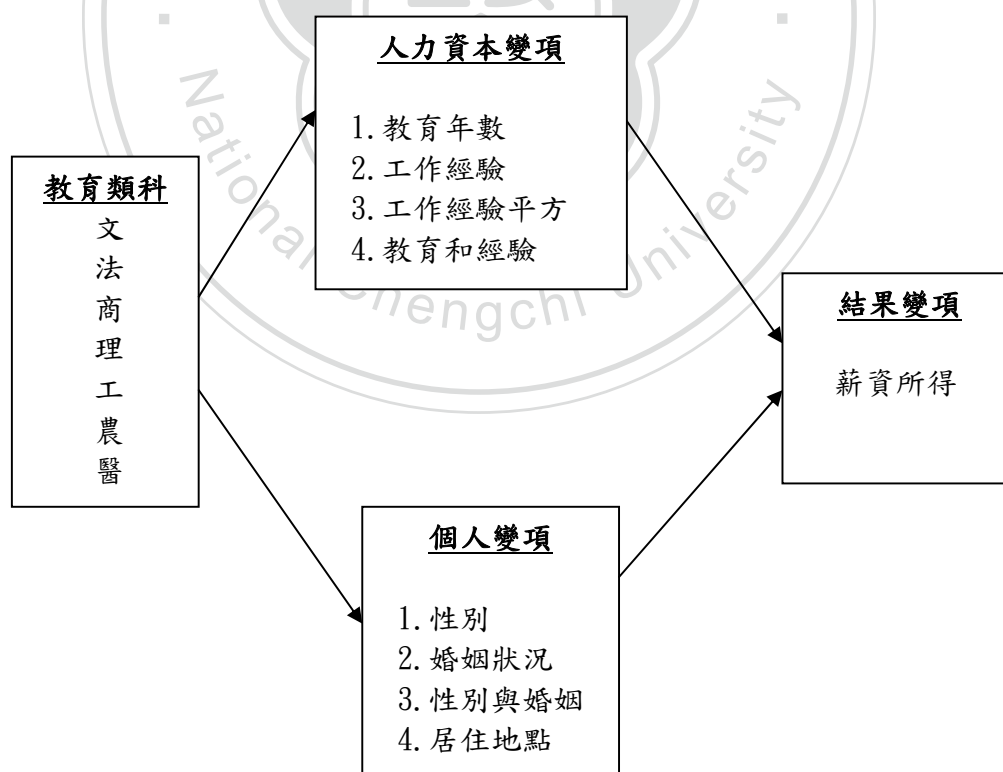 人力資本變項
1.教育年數
2.工作經驗
3.工作經驗平方
4.教育和經驗
教育類科
文
法
商
理
工
農
醫
結果變項
薪資所得
個人變項
1.性別
2.婚姻狀況
3.性別與婚姻
4.居住地點
National Chengchi University